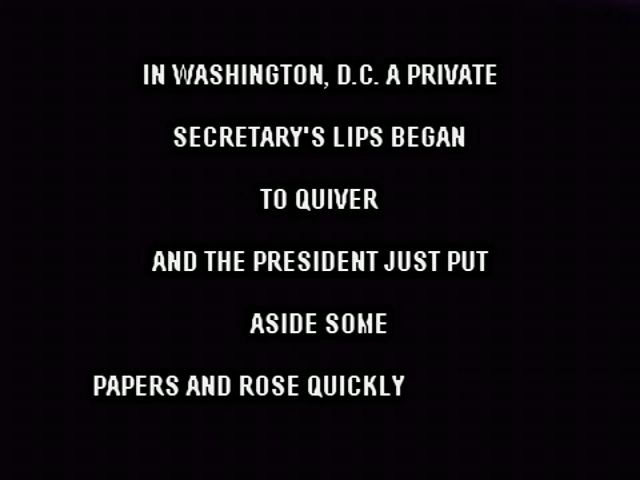 IN WASHINGTON, D.C. A PRIVATE
SECRETARY'S LIPS BEGAN
TO QUIVER
AND THE PRESIDENT JUST PUT
ASIDE SOME
PAPERS AND ROSE QUICKLY